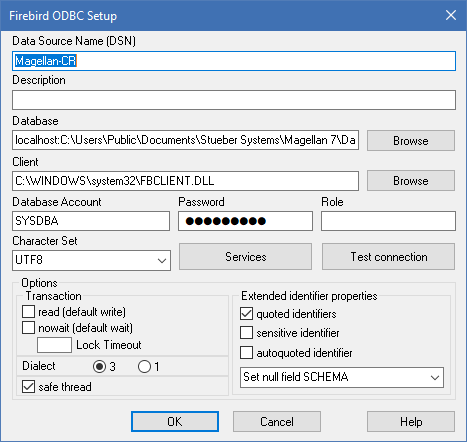 Firebird ODBC Setup
Data Source Name (DSN)
Magellan-CR
Description
Database
localhost:C:\Users\Public\Documents\Stueber Systems\Magellan 7\Da
Browse
Client
C:\WINDOWS\system32\FBCLIENT.DLL
Browse
Database Account Password Role
SYSDBA ●●●●●●●●●
Character Set
UTF8
Services
Test connection
Options
Transaction
read (default write)
nowait (default wait)
Lock Timeout
Dialect 3 1
safe thread
Extended identifier properties
quoted identifiers
sensitive identifier
autoquoted identifier
Set null field SCHEMA
OK Cancel Help